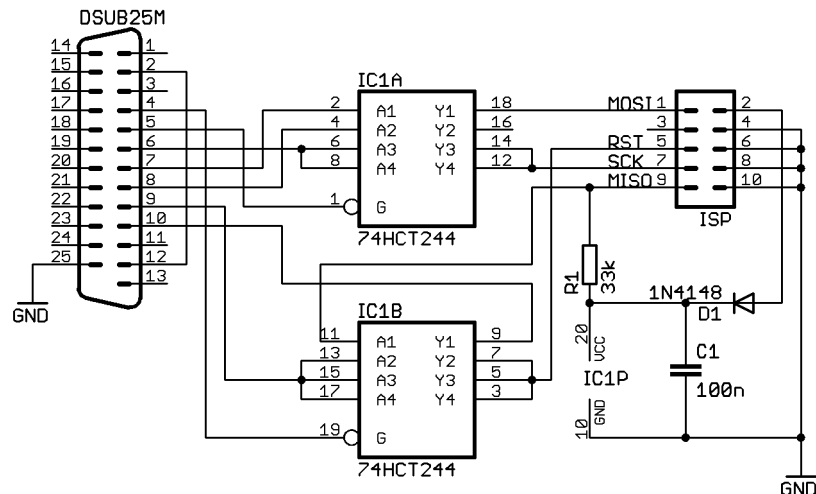 DSUB25M
14 1
15 2
16 3
17 4
18 5
19 6
20 7
21 8
22 9
23 10
24 11
25 12
13
GND
IC1A
2 A1 Y1 18
4 A2 Y2 16
6 A3 Y3 14
8 A4 Y4 12
1 G
74HCT244
MOSI 1 2
3 4
RST 5 6
SCK 7 8
MISO 9 10
ISP
R1
33k
1N4148
D1
IC1B
11 A1 Y1 9
13 A2 Y2 7
15 A3 Y3 5
17 A4 Y4 3
19 G
74HCT244
20 VCC
IC1P
10 GND
C1
100n
GND